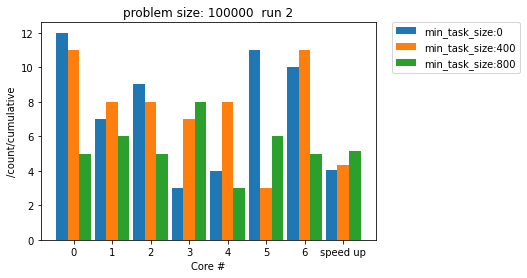 problem size: 100000  run 2
/count/cumulative
12
10
8
6
4
2
0
0 1 2 3 4 5 6 speed up
Core #
min_task_size:0
min_task_size:400
min_task_size:800